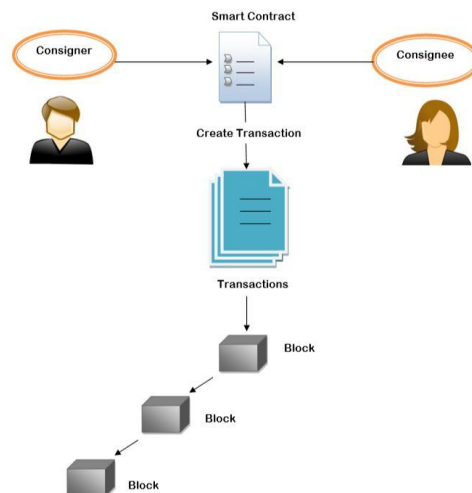 Smart Contract
Consigner
Consignee
Create Transaction
Transactions
Block
Block
Block